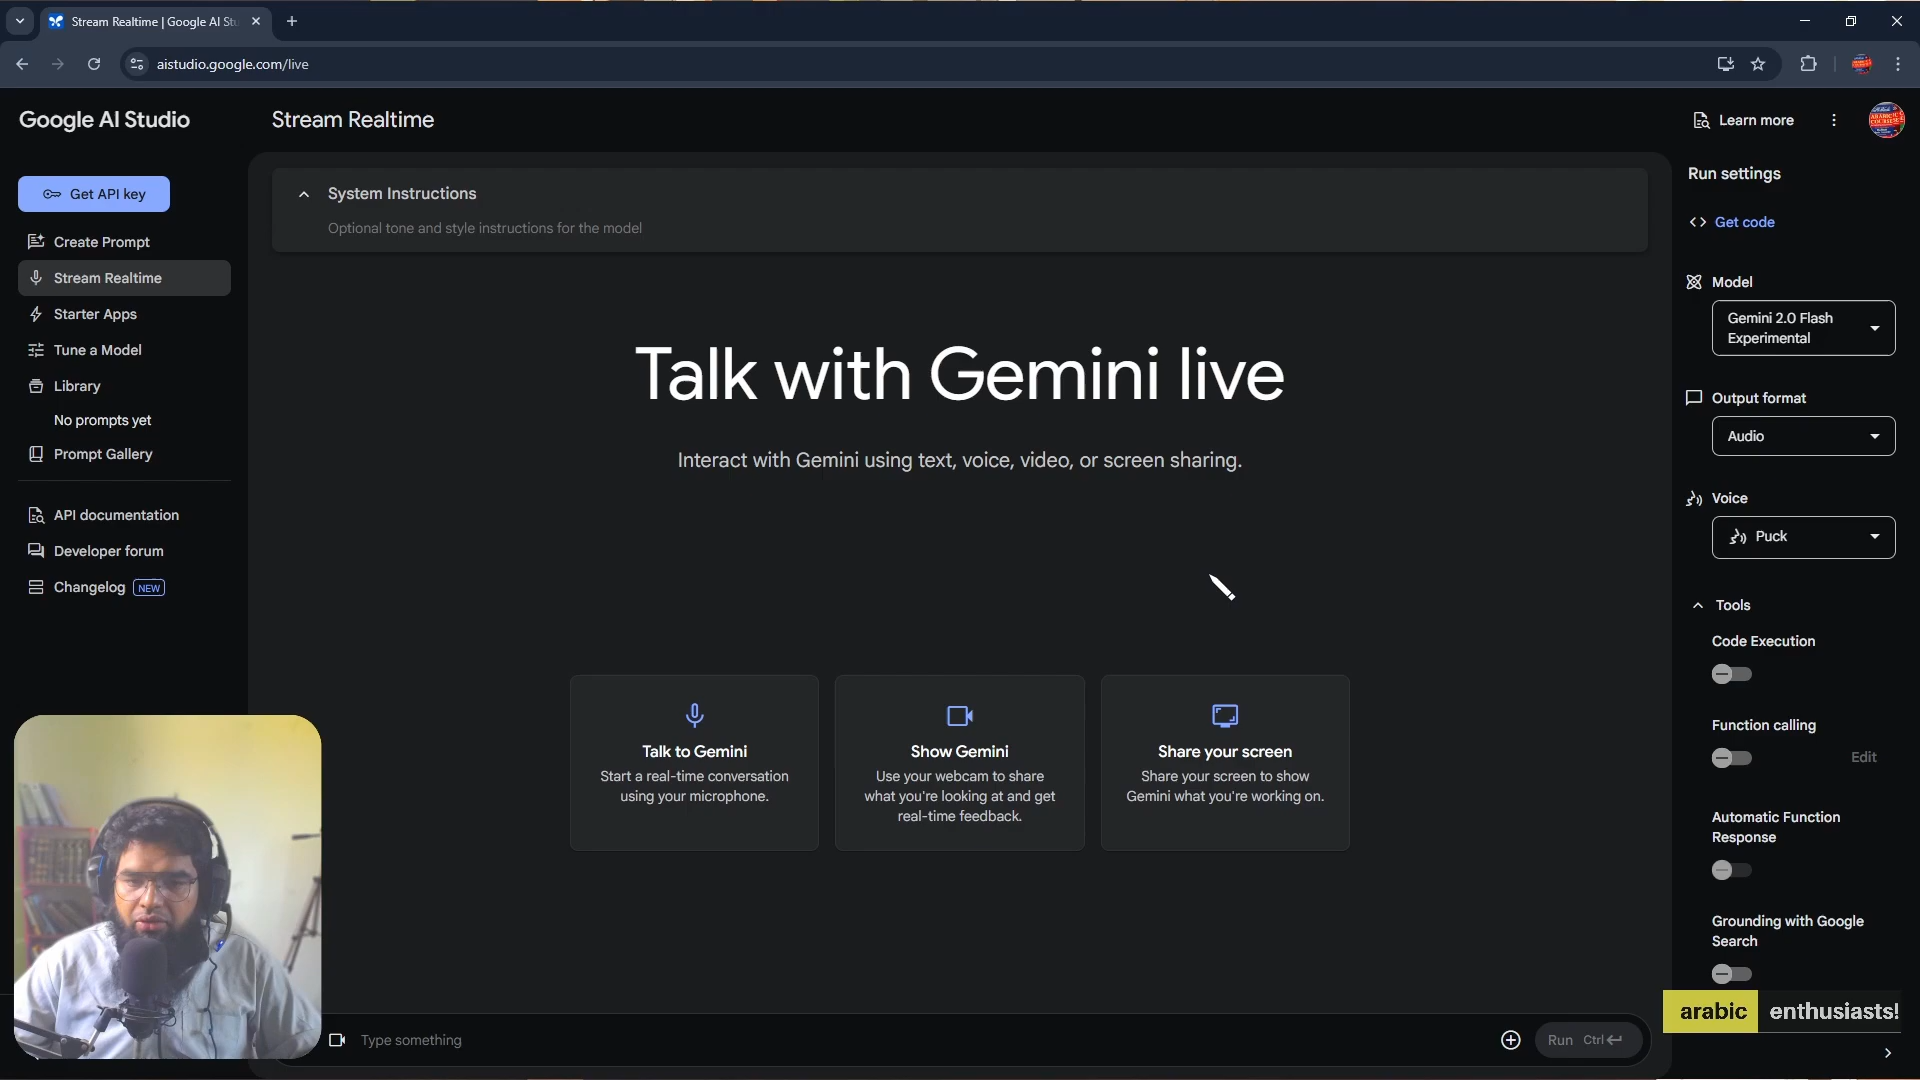 Stream Realtime | Google AI Stu
aistudio.google.com/live
Google AI Studio
Stream Realtime
Learn more
Get API key
Create Prompt
Stream Realtime
Starter Apps
Tune a Model
Library
No prompts yet
Prompt Gallery
API documentation
Developer forum
Changelog NEW
System Instructions
Optional tone and style instructions for the model
Talk with Gemini live
Interact with Gemini using text, voice, video, or screen sharing.
Talk to Gemini
Start a real-time conversation
using your microphone.
Show Gemini
Use your webcam to share
what you're looking at and get
real-time feedback.
Share your screen
Share your screen to show
Gemini what you're working on.
Type something
Run Ctrl
Run settings
Get code
Model
Gemini 2.0 Flash
Experimental
Output format
Audio
Voice
Puck
Tools
Code Execution
Function calling
Edit
Automatic Function
Response
Grounding with Google
Search
arabic enthusiasts!